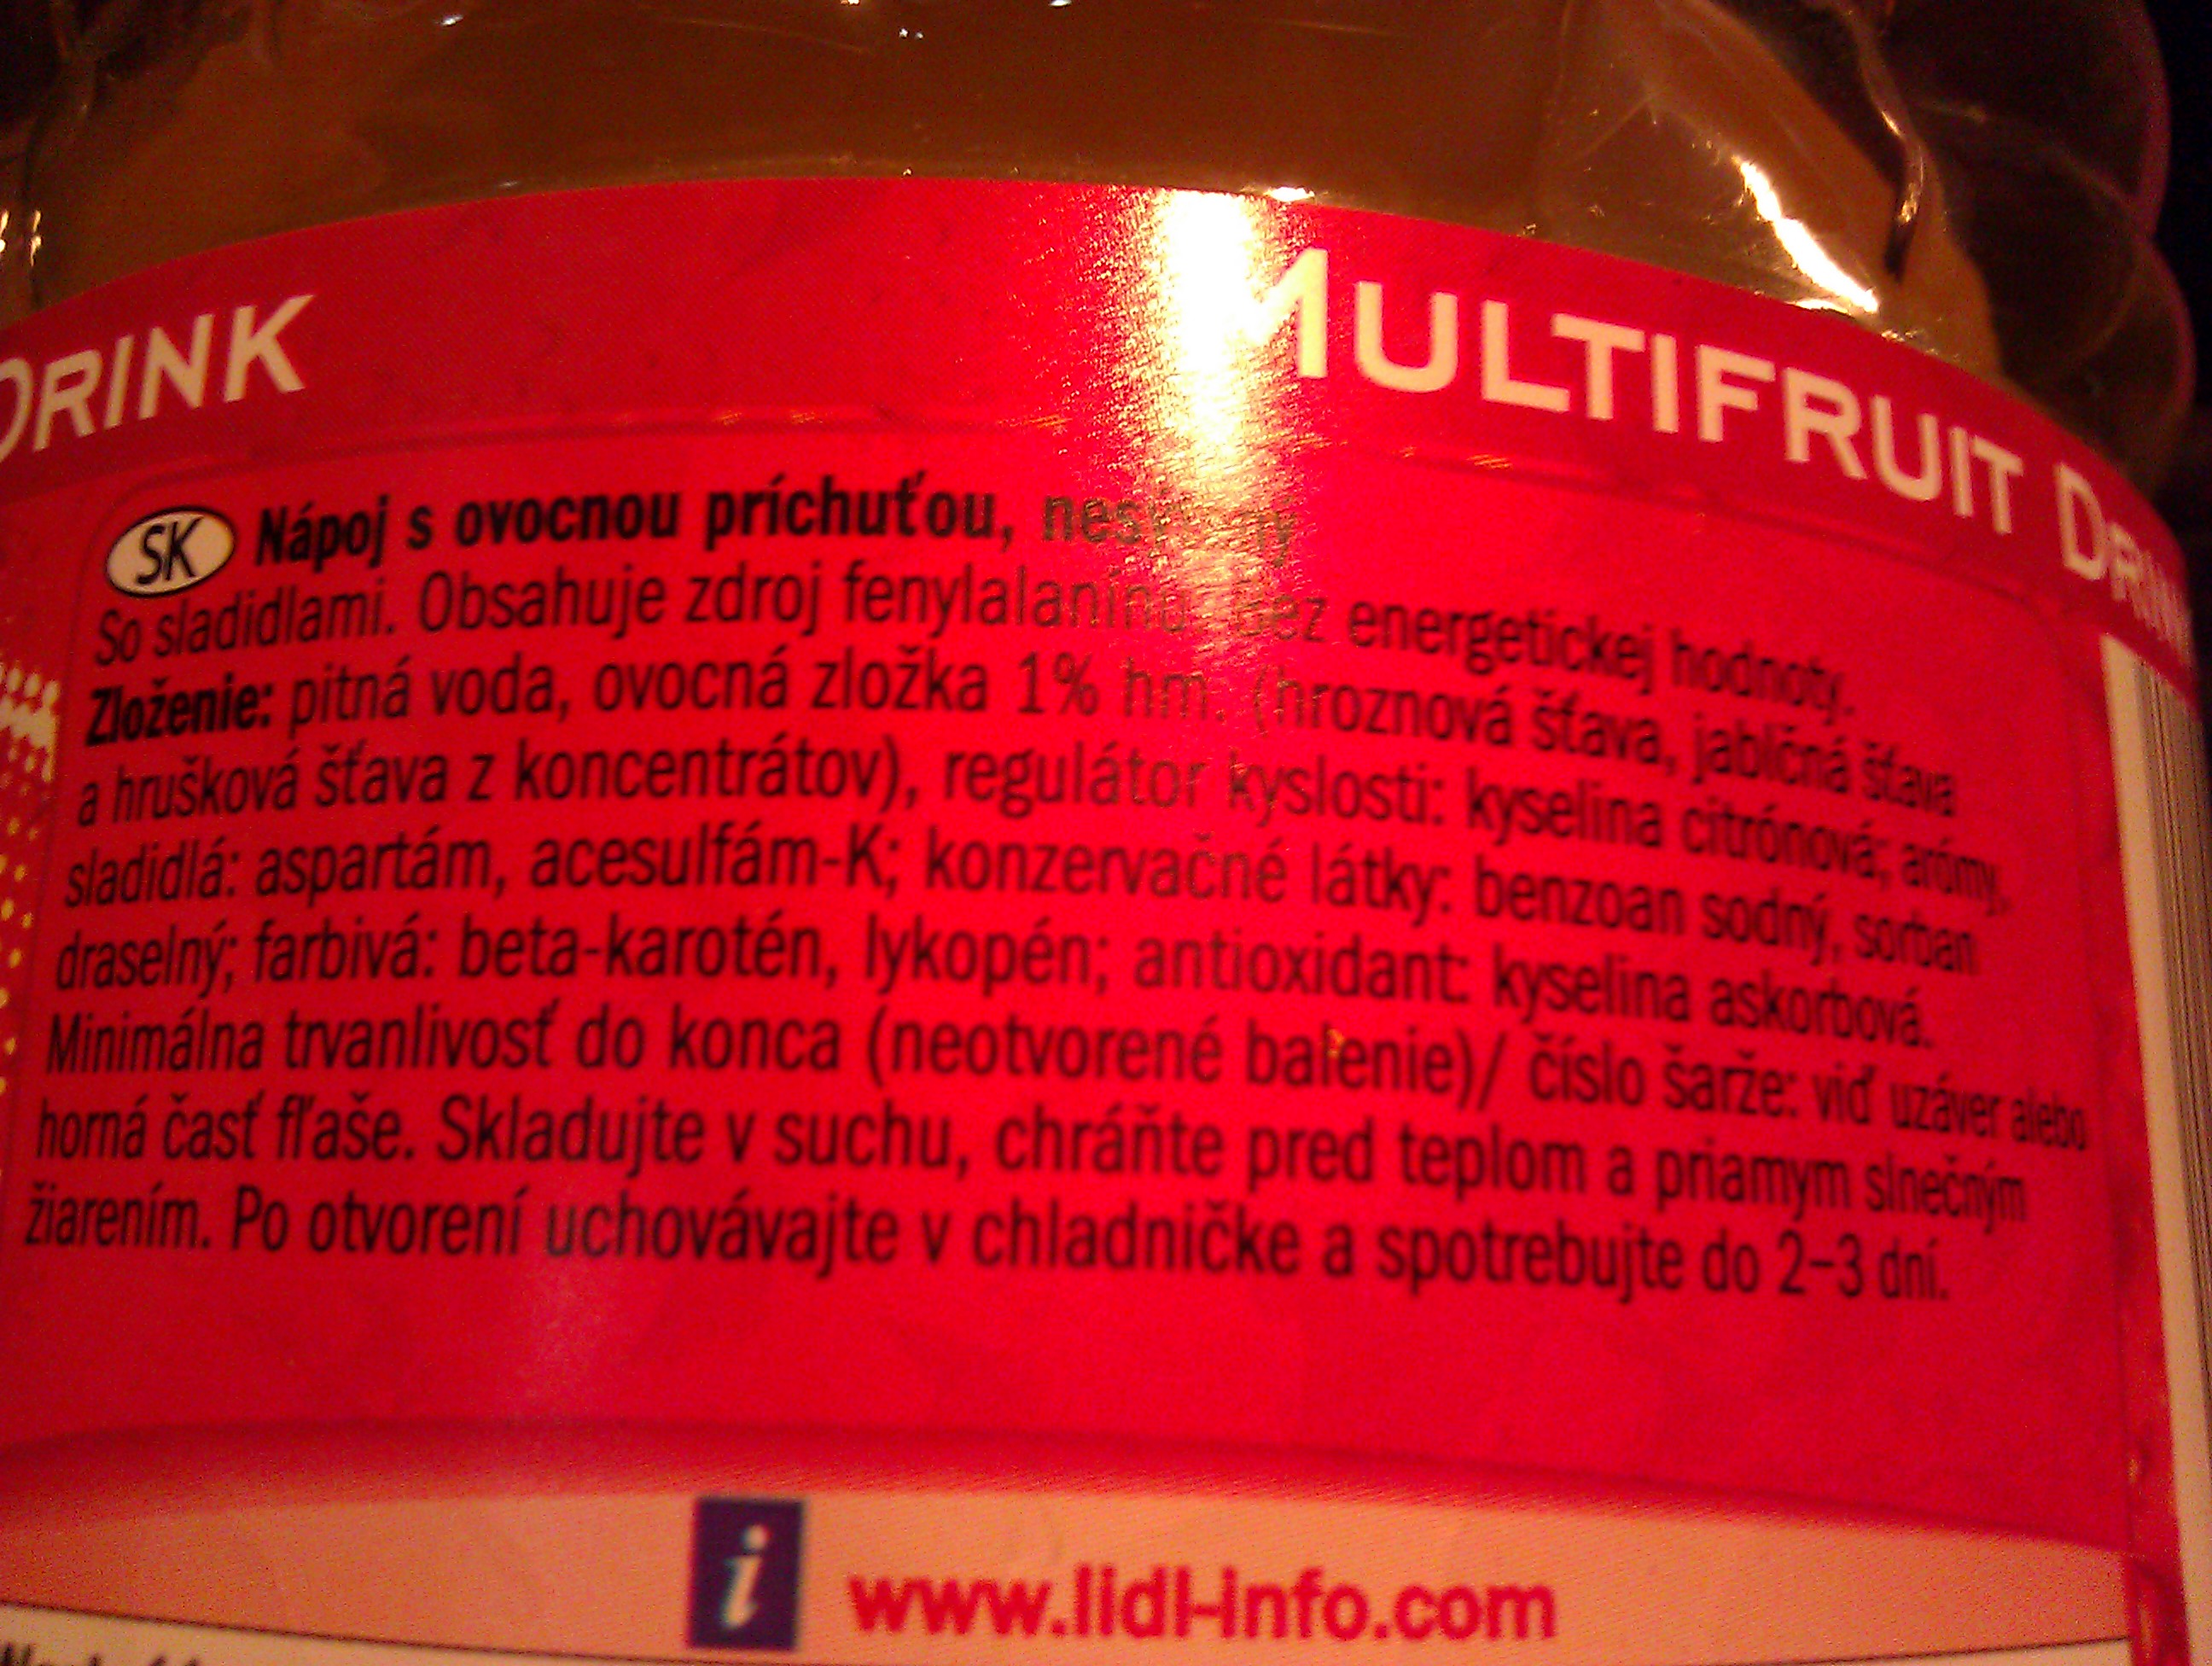 DRINK
MULTIFRUIT DRINK
SK Nápoj s ovocnou príchuťou,
So sladidlami. Obsahuje zdroj fenylalanínu. Bez energetickej hodnoty.
Zloženie: pitná voda, ovocná zložka 1% hm. (hroznová šťava, jablčná šťava
a hrušková šťava z koncentrátov), regulátor kyslosti: kyselina citrónová; arómy,
sladidlá: aspartám, acesulfám-K; konzervačné látky: benzoan sodný, sorban
draselný; farbivá: beta-karotén, lykopén; antioxidant: kyselina askorbová.
Minimálna trvanlivosť do konca (neotvorené balenie)/ číslo šarže: viď uzáver alebo
horná časť fľaše. Skladujte v suchu, chráňte pred teplom a priamym slnečným
žiarením. Po otvorení uchovávajte v chladničke a spotrebujte do 2-3 dní.
i www.lidl-info.com